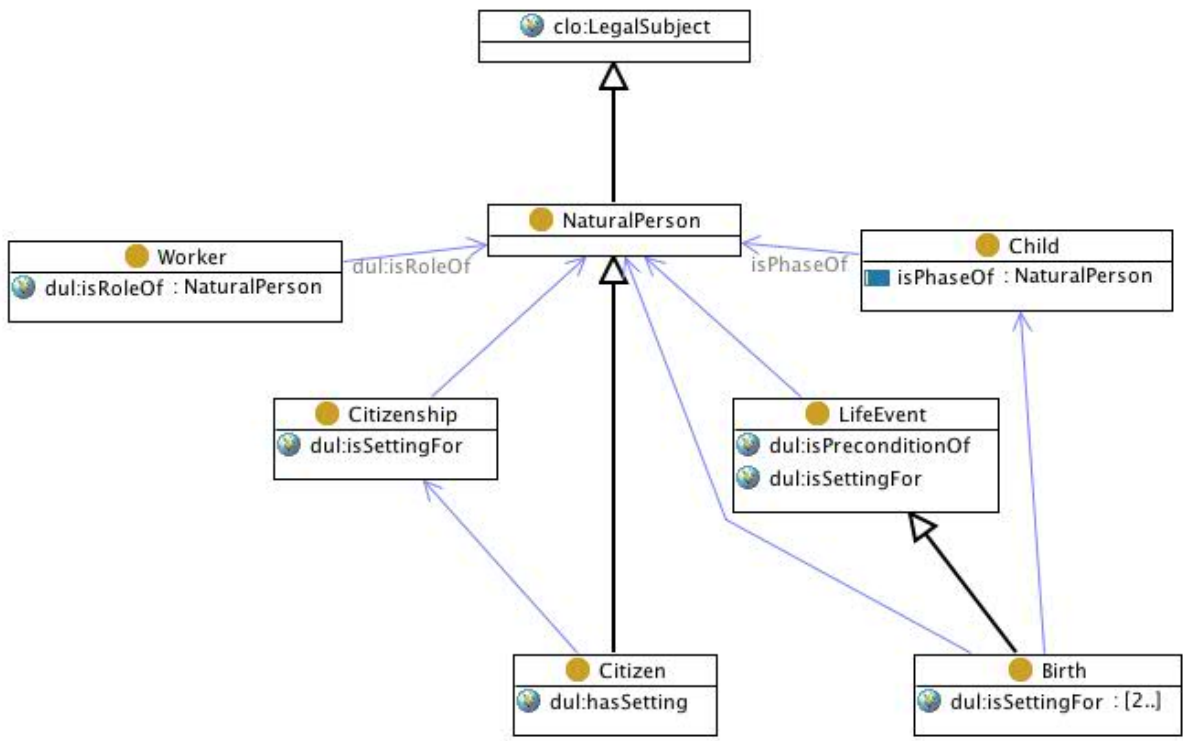 clo:LegalSubject
NaturalPerson
Worker
dul:isRoleOf : NaturalPerson
dul:isRoleOf
isPhaseOf
Child
isPhaseOf : NaturalPerson
Citizenship
dul:isSettingFor
LifeEvent
dul:isPreconditionOf
dul:isSettingFor
Citizen
dul:hasSetting
Birth
dul:isSettingFor : [2..]